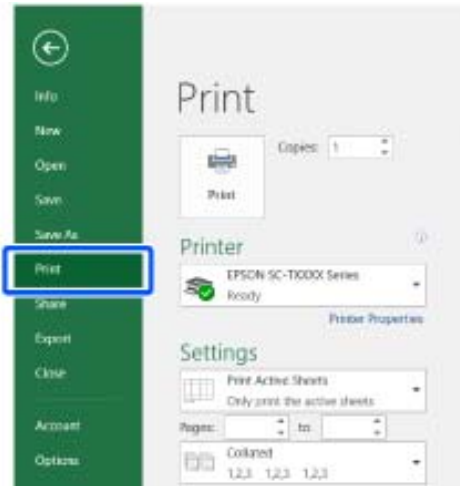 Info
New
Open
Save
Save As
Print
Share
Export
Close
Account
Options
Print
Copies: 1
Print
Printer
EPSON SC-TXXXX Series
Ready
Printer Properties
Settings
Print Active Sheets
Only print the active sheets
Pages: to
Collated
1,2,3 1,2,3 1,2,3